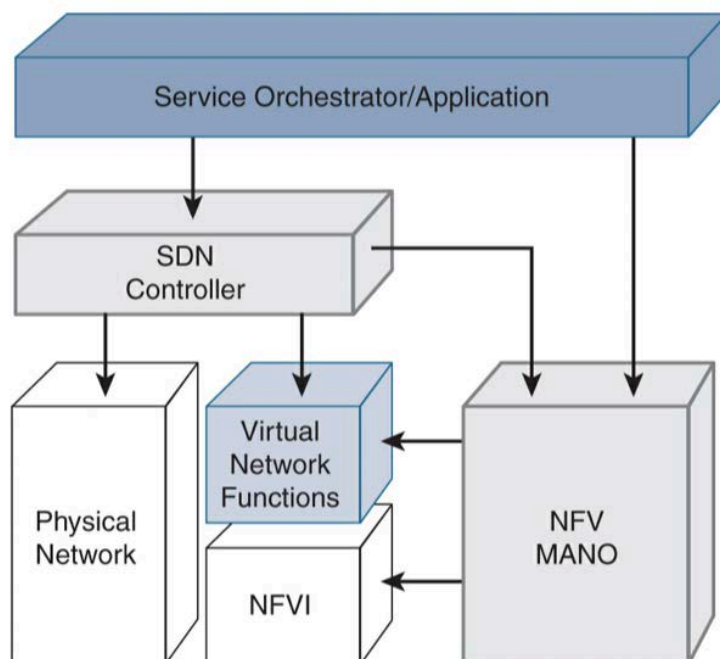 Service Orchestrator/Application
SDN
Controller
Virtual
Network
Functions
Physical
Network
NFVI
NFV
MANO